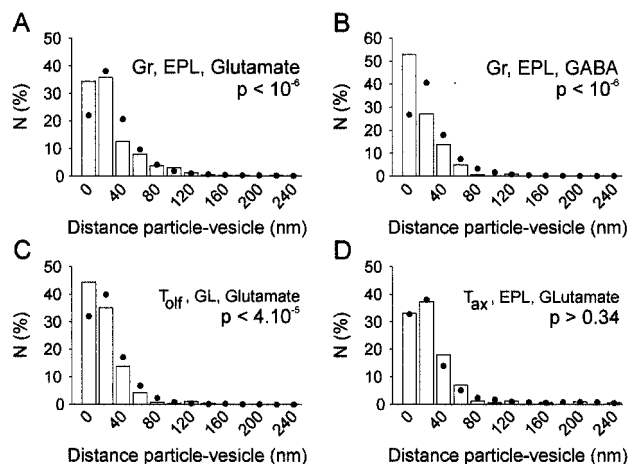 A
N (%)
50
40
30
20
10
0
Gr, EPL, Glutamate
p < 10⁻⁶
0 40 80 120 160 200 240
Distance particle-vesicle (nm)
B
N (%)
60
50
40
30
20
10
0
Gr, EPL, GABA
p < 10⁻⁶
0 40 80 120 160 200 240
Distance particle-vesicle (nm)
C
N (%)
50
40
30
20
10
0
Tolf, GL, Glutamate
p < 4.10⁻⁵
0 40 80 120 160 200 240
Distance particle-vesicle (nm)
D
N (%)
50
40
30
20
10
0
Tax, EPL, GLutamate
p > 0.34
0 40 80 120 160 200 240
Distance particle-vesicle (nm)